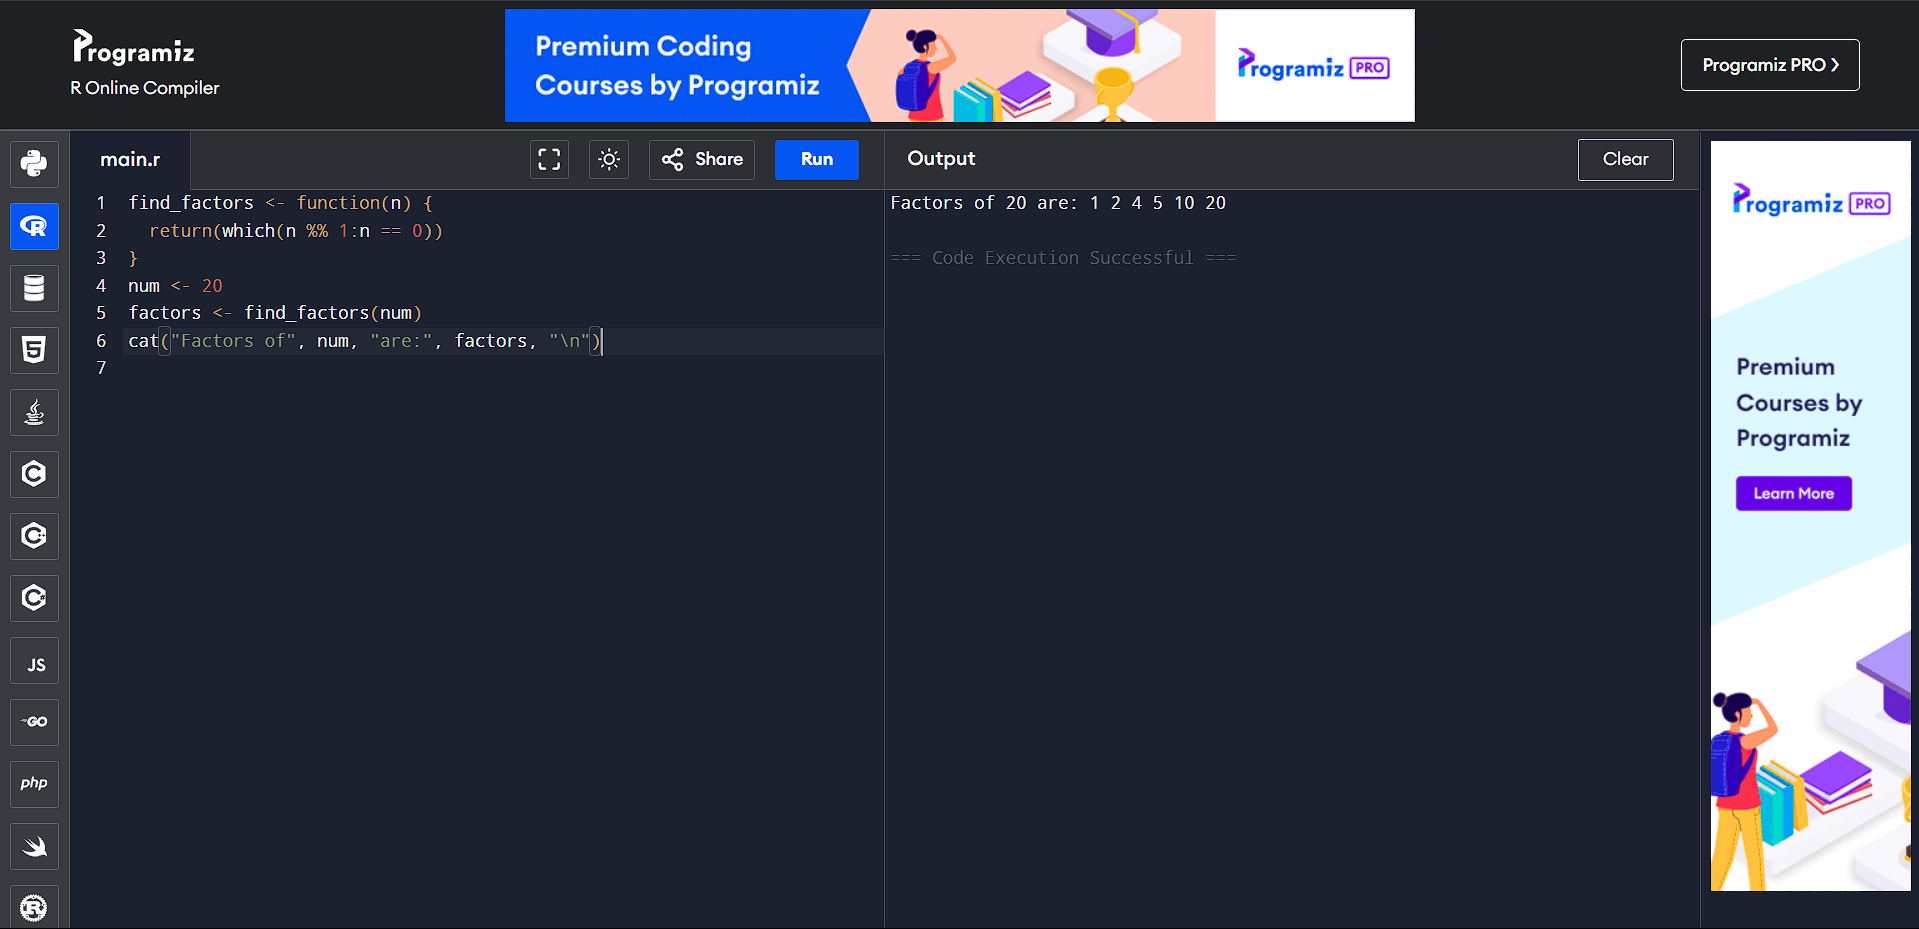 Programiz
R Online Compiler
Premium Coding
Courses by Programiz
Programiz PRO
Programiz PRO ❯
main.r
Share
Run
Output
Clear
1 find_factors <- function(n) {
2   return(which(n %% 1:n == 0))
3 }
4 num <- 20
5 factors <- find_factors(num)
6 cat("Factors of", num, "are:", factors, "\n")
7
Factors of 20 are: 1 2 4 5 10 20
=== Code Execution Successful ===
Programiz PRO
Premium
Courses by
Programiz
Learn More
R
5
C
C++
C#
JS
GO
php
R